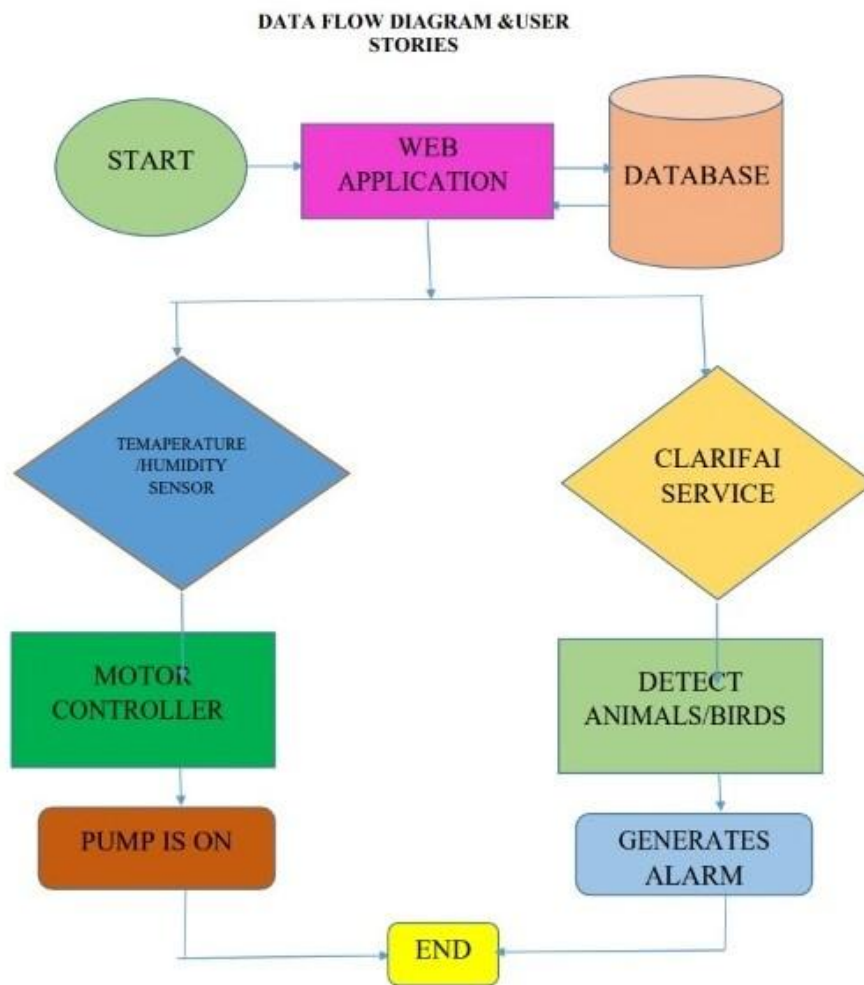 DATA FLOW DIAGRAM &USER
STORIES
START
WEB
APPLICATION
DATABASE
TEMAPERATURE
/HUMIDITY
SENSOR
CLARIFAI
SERVICE
MOTOR
CONTROLLER
DETECT
ANIMALS/BIRDS
PUMP IS ON
GENERATES
ALARM
END